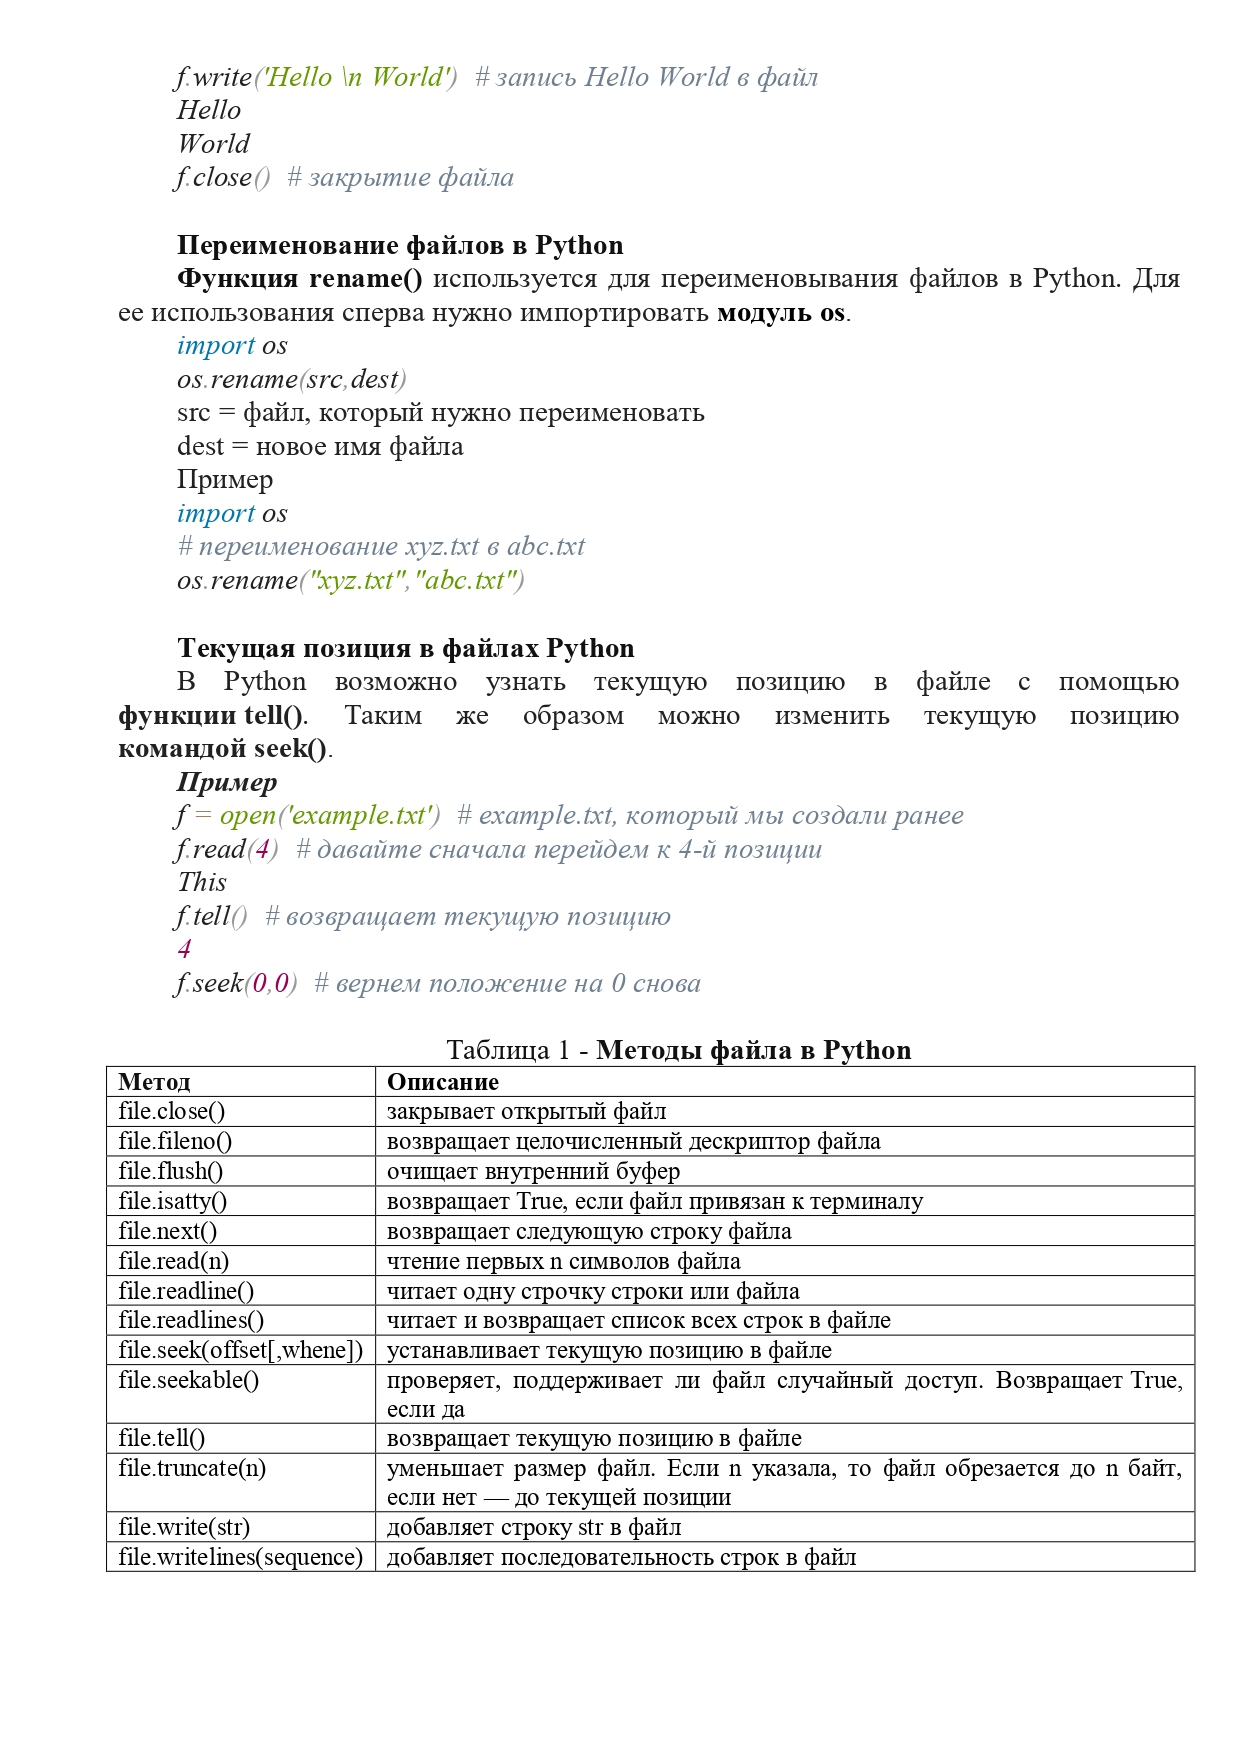 f.write('Hello \n World')  # запись Hello World в файл
Hello
World
f.close()  # закрытие файла
Переименование файлов в Python
Функция rename() используется для переименовывания файлов в Python. Для
ее использования сперва нужно импортировать модуль os.
import os
os.rename(src,dest)
src = файл, который нужно переименовать
dest = новое имя файла
Пример
import os
# переименование xyz.txt в abc.txt
os.rename("xyz.txt","abc.txt")
Текущая позиция в файлах Python
В Python возможно узнать текущую позицию в файле с помощью
функции tell(). Таким же образом можно изменить текущую позицию
командой seek().
Пример
f = open('example.txt')  # example.txt, который мы создали ранее
f.read(4)  # давайте сначала перейдем к 4-й позиции
This
f.tell()  # возвращает текущую позицию
4
f.seek(0,0)  # вернем положение на 0 снова
Таблица 1 - Методы файла в Python
Метод Описание
file.close() закрывает открытый файл
file.fileno() возвращает целочисленный дескриптор файла
file.flush() очищает внутренний буфер
file.isatty() возвращает True, если файл привязан к терминалу
file.next() возвращает следующую строку файла
file.read(n) чтение первых n символов файла
file.readline() читает одну строчку строки или файла
file.readlines() читает и возвращает список всех строк в файле
file.seek(offset[,whene]) устанавливает текущую позицию в файле
file.seekable() проверяет, поддерживает ли файл случайный доступ. Возвращает True,
если да
file.tell() возвращает текущую позицию в файле
file.truncate(n) уменьшает размер файл. Если n указала, то файл обрезается до n байт,
если нет — до текущей позиции
file.write(str) добавляет строку str в файл
file.writelines(sequence) добавляет последовательность строк в файл